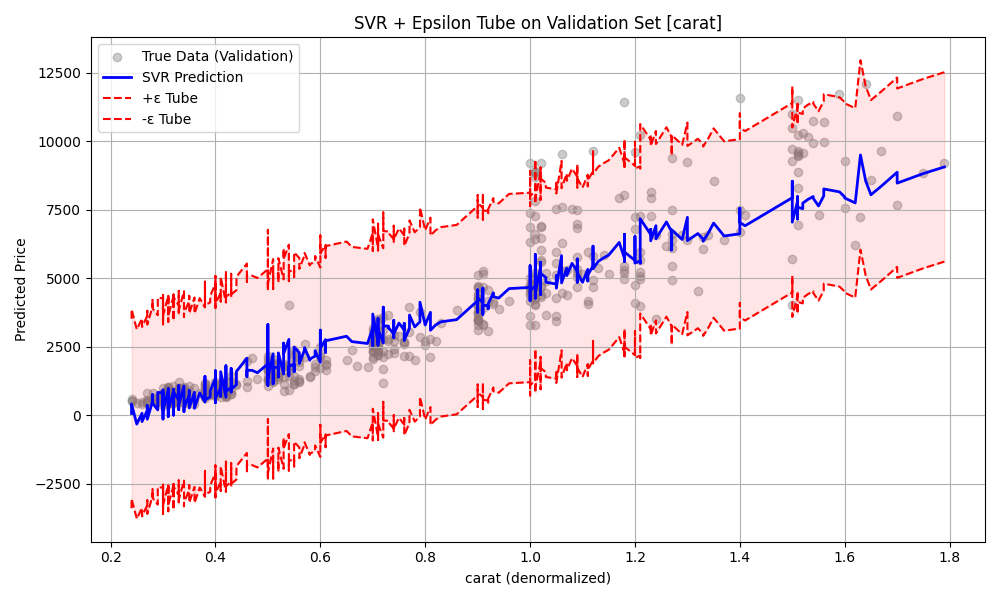 SVR + Epsilon Tube on Validation Set [carat]
True Data (Validation)
SVR Prediction
+ε Tube
-ε Tube
Predicted Price
12500
10000
7500
5000
2500
0
−2500
0.2 0.4 0.6 0.8 1.0 1.2 1.4 1.6 1.8
carat (denormalized)